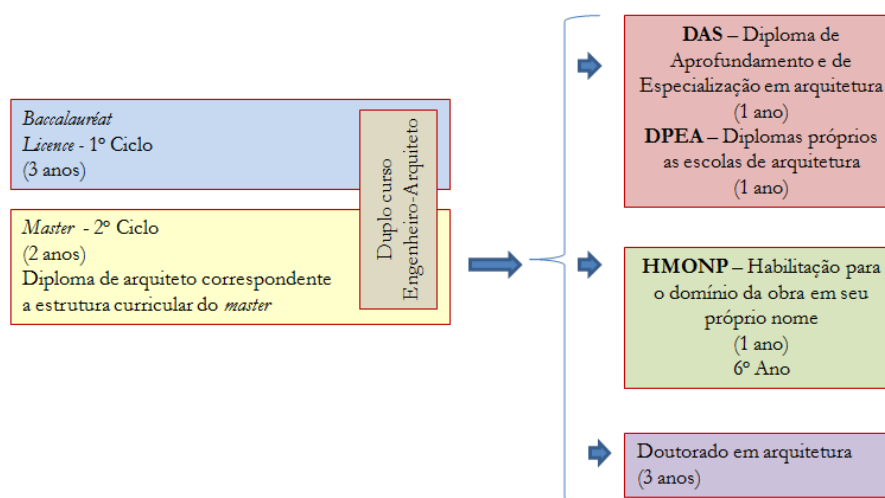 Baccalauréat
Licence - 1º Ciclo
(3 anos)
Master - 2º Ciclo
(2 anos)
Diploma de arquiteto correspondente
a estrutura curricular do master
Duplo curso
Engenheiro-Arquiteto
DAS – Diploma de
Aprofundamento e de
Especialização em arquitetura
(1 ano)
DPEA – Diplomas próprios
as escolas de arquitetura
(1 ano)
HMONP – Habilitação para
o domínio da obra em seu
próprio nome
(1 ano)
6º Ano
Doutorado em arquitetura
(3 anos)